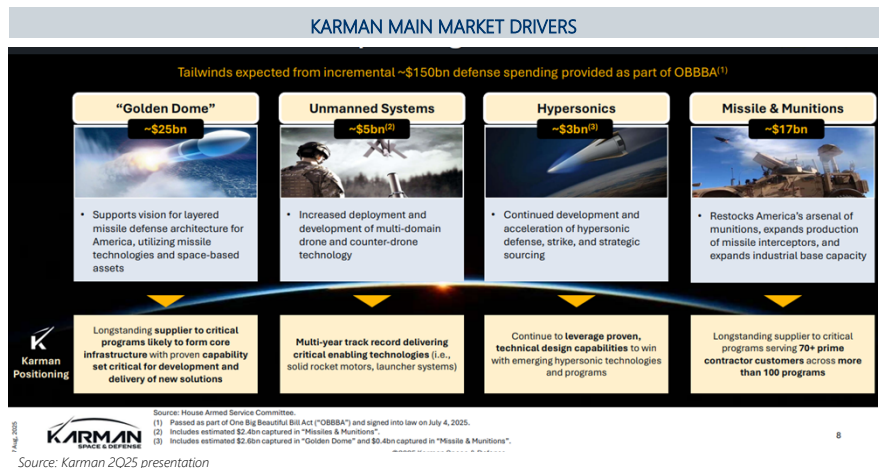 KARMAN MAIN MARKET DRIVERS
Tailwinds expected from incremental ~$150bn defense spending provided as part of OBBBA(1)
"Golden Dome"
~$25bn
• Supports vision for layered
missile defense architecture for
America, utilizing missile
technologies and space-based
assets
Unmanned Systems
~$5bn(2)
• Increased deployment and
development of multi-domain
drone and counter-drone
technology
Hypersonics
~$3bn(3)
• Continued development and
acceleration of hypersonic
defense, strike, and strategic
sourcing
Missile & Munitions
~$17bn
• Restocks America's arsenal of
munitions, expands production
of missile interceptors, and
expands industrial base capacity
Karman
Positioning
Longstanding supplier to critical
programs likely to form core
infrastructure with proven capability
set critical for development and
delivery of new solutions
Multi-year track record delivering
critical enabling technologies (i.e.,
solid rocket motors, launcher systems)
Continue to leverage proven,
technical design capabilities to win
with emerging hypersonic technologies
and programs
Longstanding supplier to critical
programs serving 70+ prime
contractor customers across more
than 100 programs
Aug, 2025
KARMAN
SPACE & DEFENSE
Source: House Armed Service Committee.
(1) Passed as part of One Big Beautiful Bill Act ("OBBBA") and signed into law on July 4, 2025.
(2) Includes estimated $2.4bn captured in "Missiles & Munitions".
(3) Includes estimated $2.6bn captured in "Golden Dome" and $0.4bn captured in "Missile & Munitions".
8
Source: Karman 2Q25 presentation